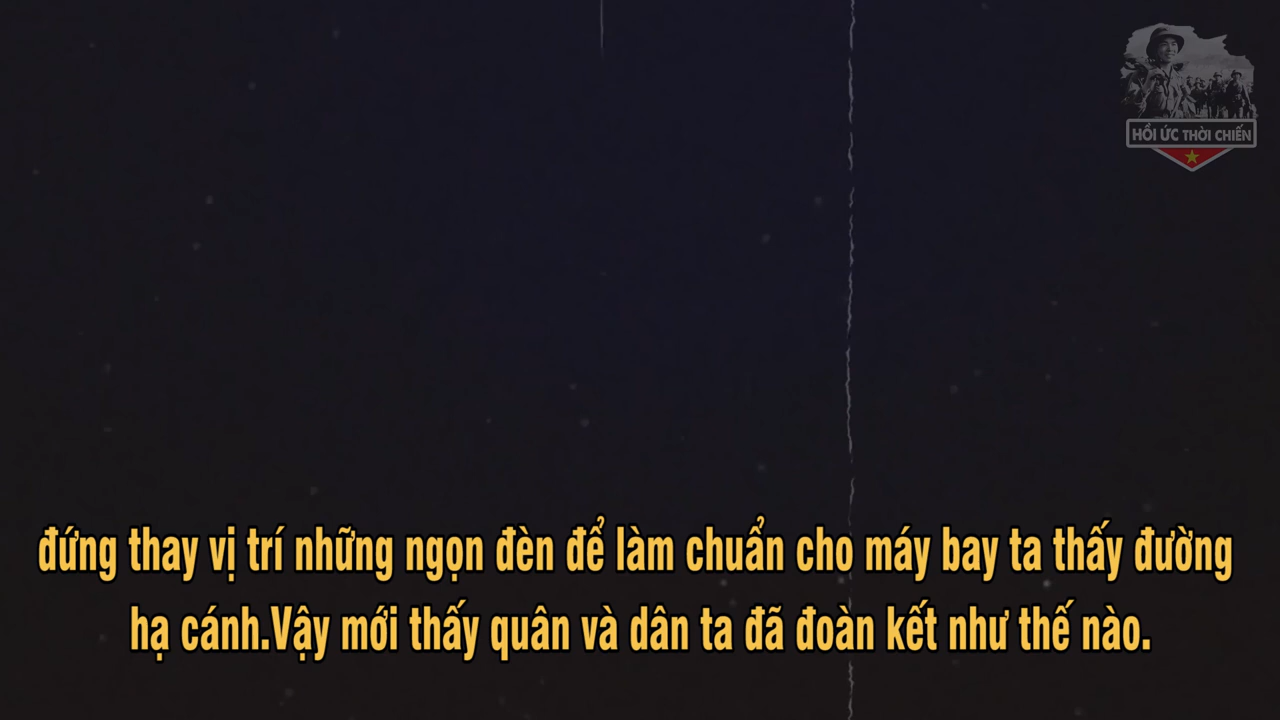 HỒI ỨC THỜI CHIẾN
đứng thay vị trí những ngọn đèn để làm chuẩn cho máy bay ta thấy đường
hạ cánh.Vậy mới thấy quân và dân ta đã đoàn kết như thế nào.